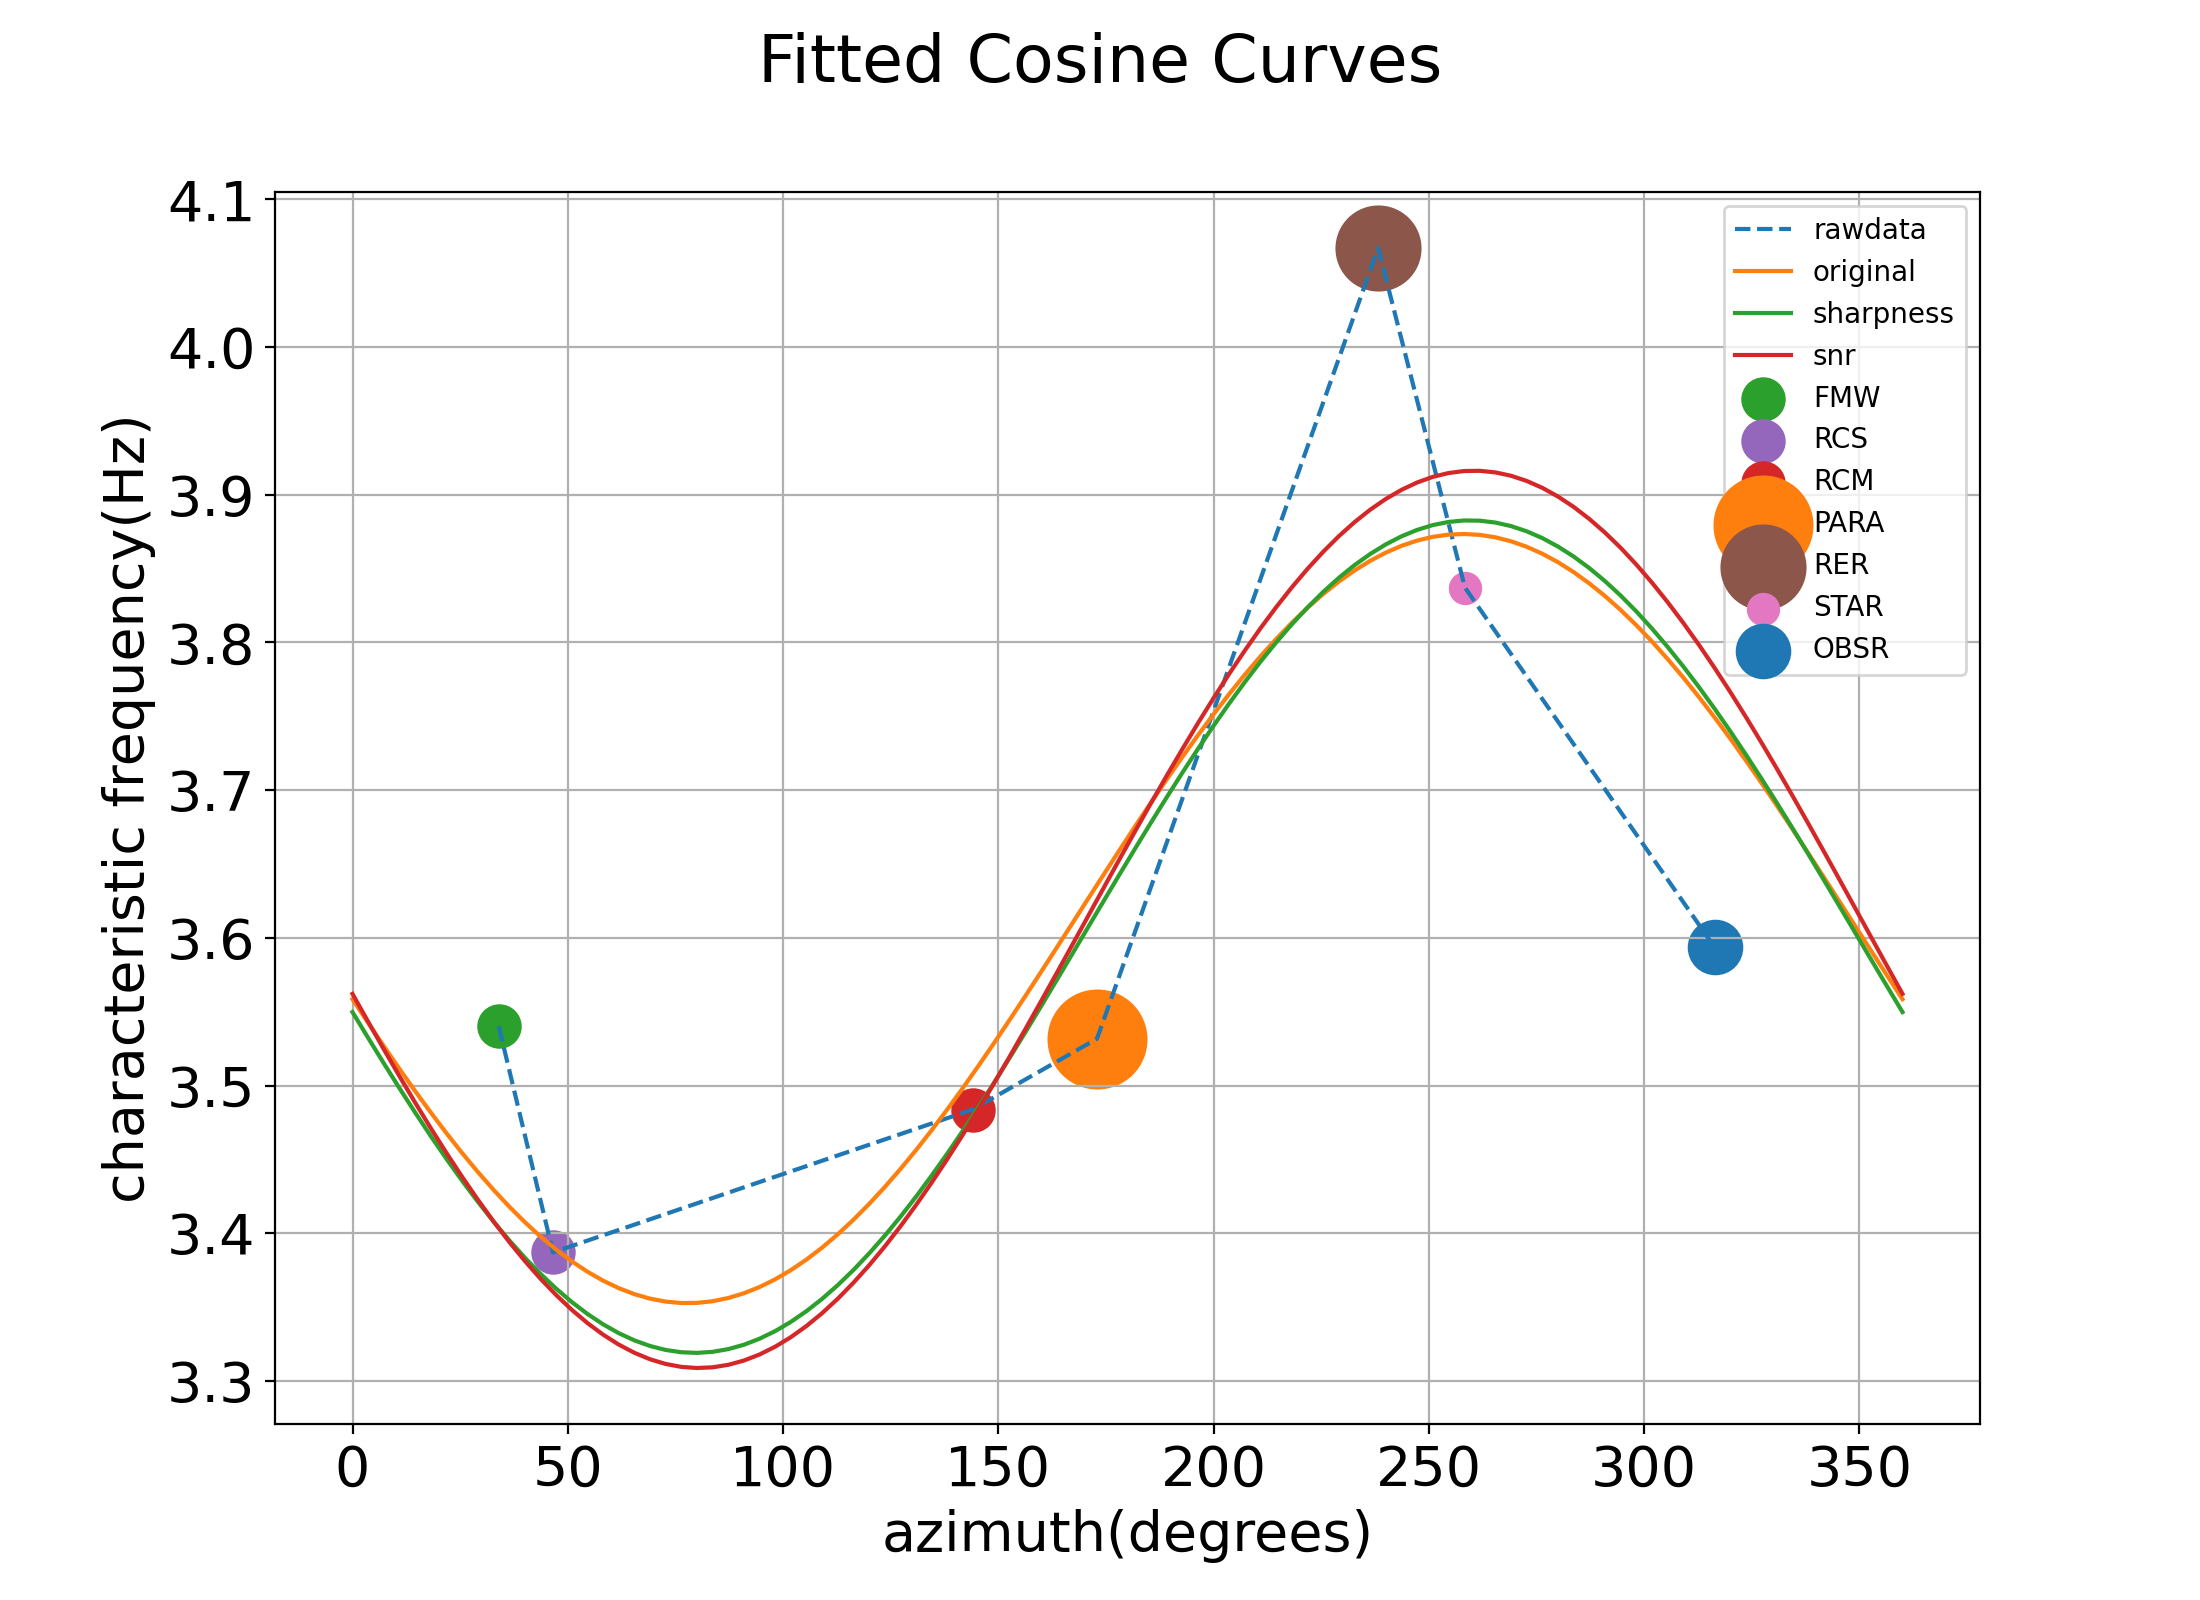 Fitted Cosine Curves
4.1
4.0
3.9
3.8
3.7
3.6
3.5
3.4
3.3
characteristic frequency(Hz)
rawdata
original
sharpness
snr
FMW
RCS
RCM
PARA
RER
STAR
OBSR
0 50 100 150 200 250 300 350
azimuth(degrees)